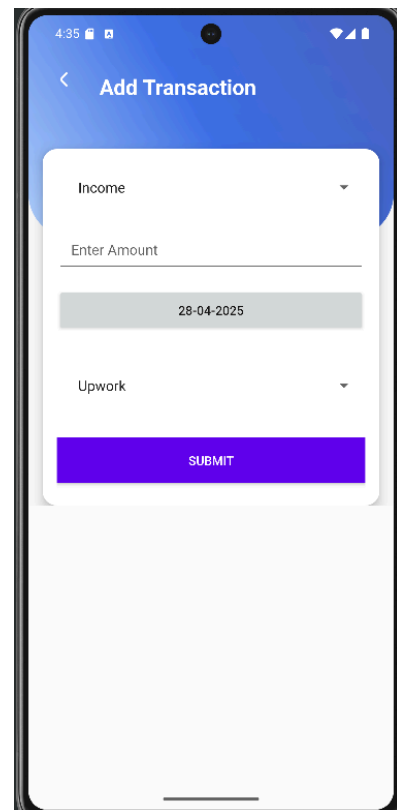 4:35
Add Transaction
Income
Enter Amount
28-04-2025
Upwork
SUBMIT